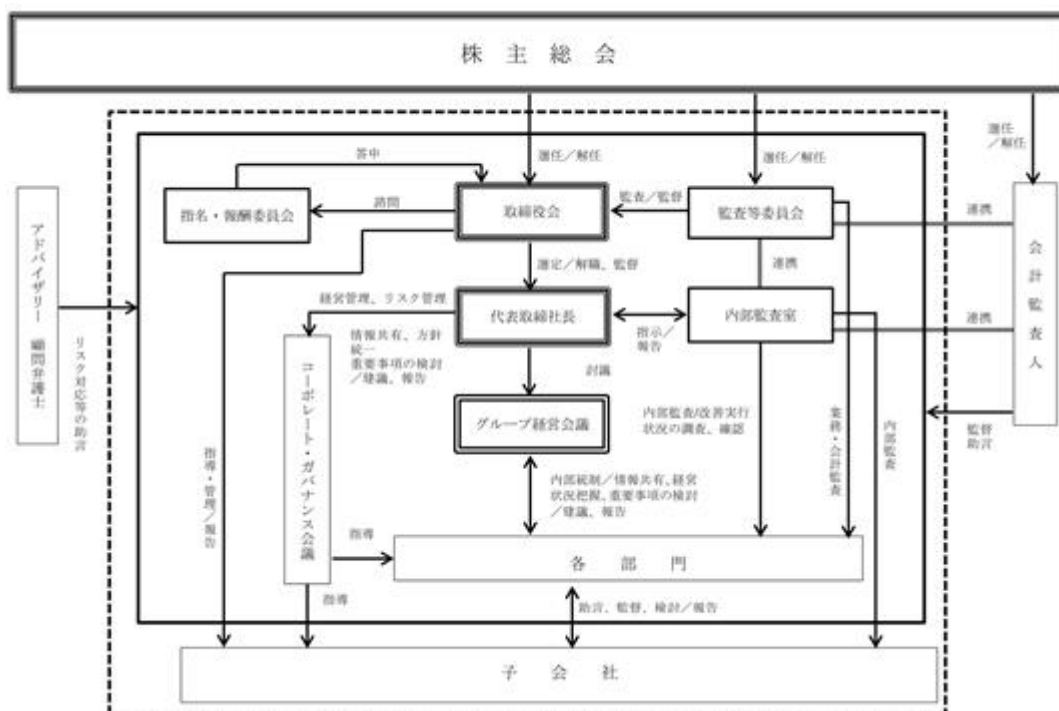 株主総会
選任／解任
選任／解任
選任
／解任
答申
諮問
指名・報酬委員会
取締役会
監査／監督
監査等委員会
連携
選定／解職、監督
連携
経営管理、リスク管理
代表取締社長
内部監査室
指示／
報告
連携
情報共有、方針
統一
重要事項の検討
／建議、報告
討議
グループ経営会議
内部監査/改善実行
状況の調査、確認
業務・会計監査
内部監査
監督
助言
会計監査人
アドバイザリー 顧問弁護士
リスク対応等の助言
コーポレート・ガバナンス会議
指導・管理／報告
内部統制／情報共有、経営
状況把握、重要事項の検討
／建議、報告
指導
各部門
指導
助言、監督、検討／報告
子会社